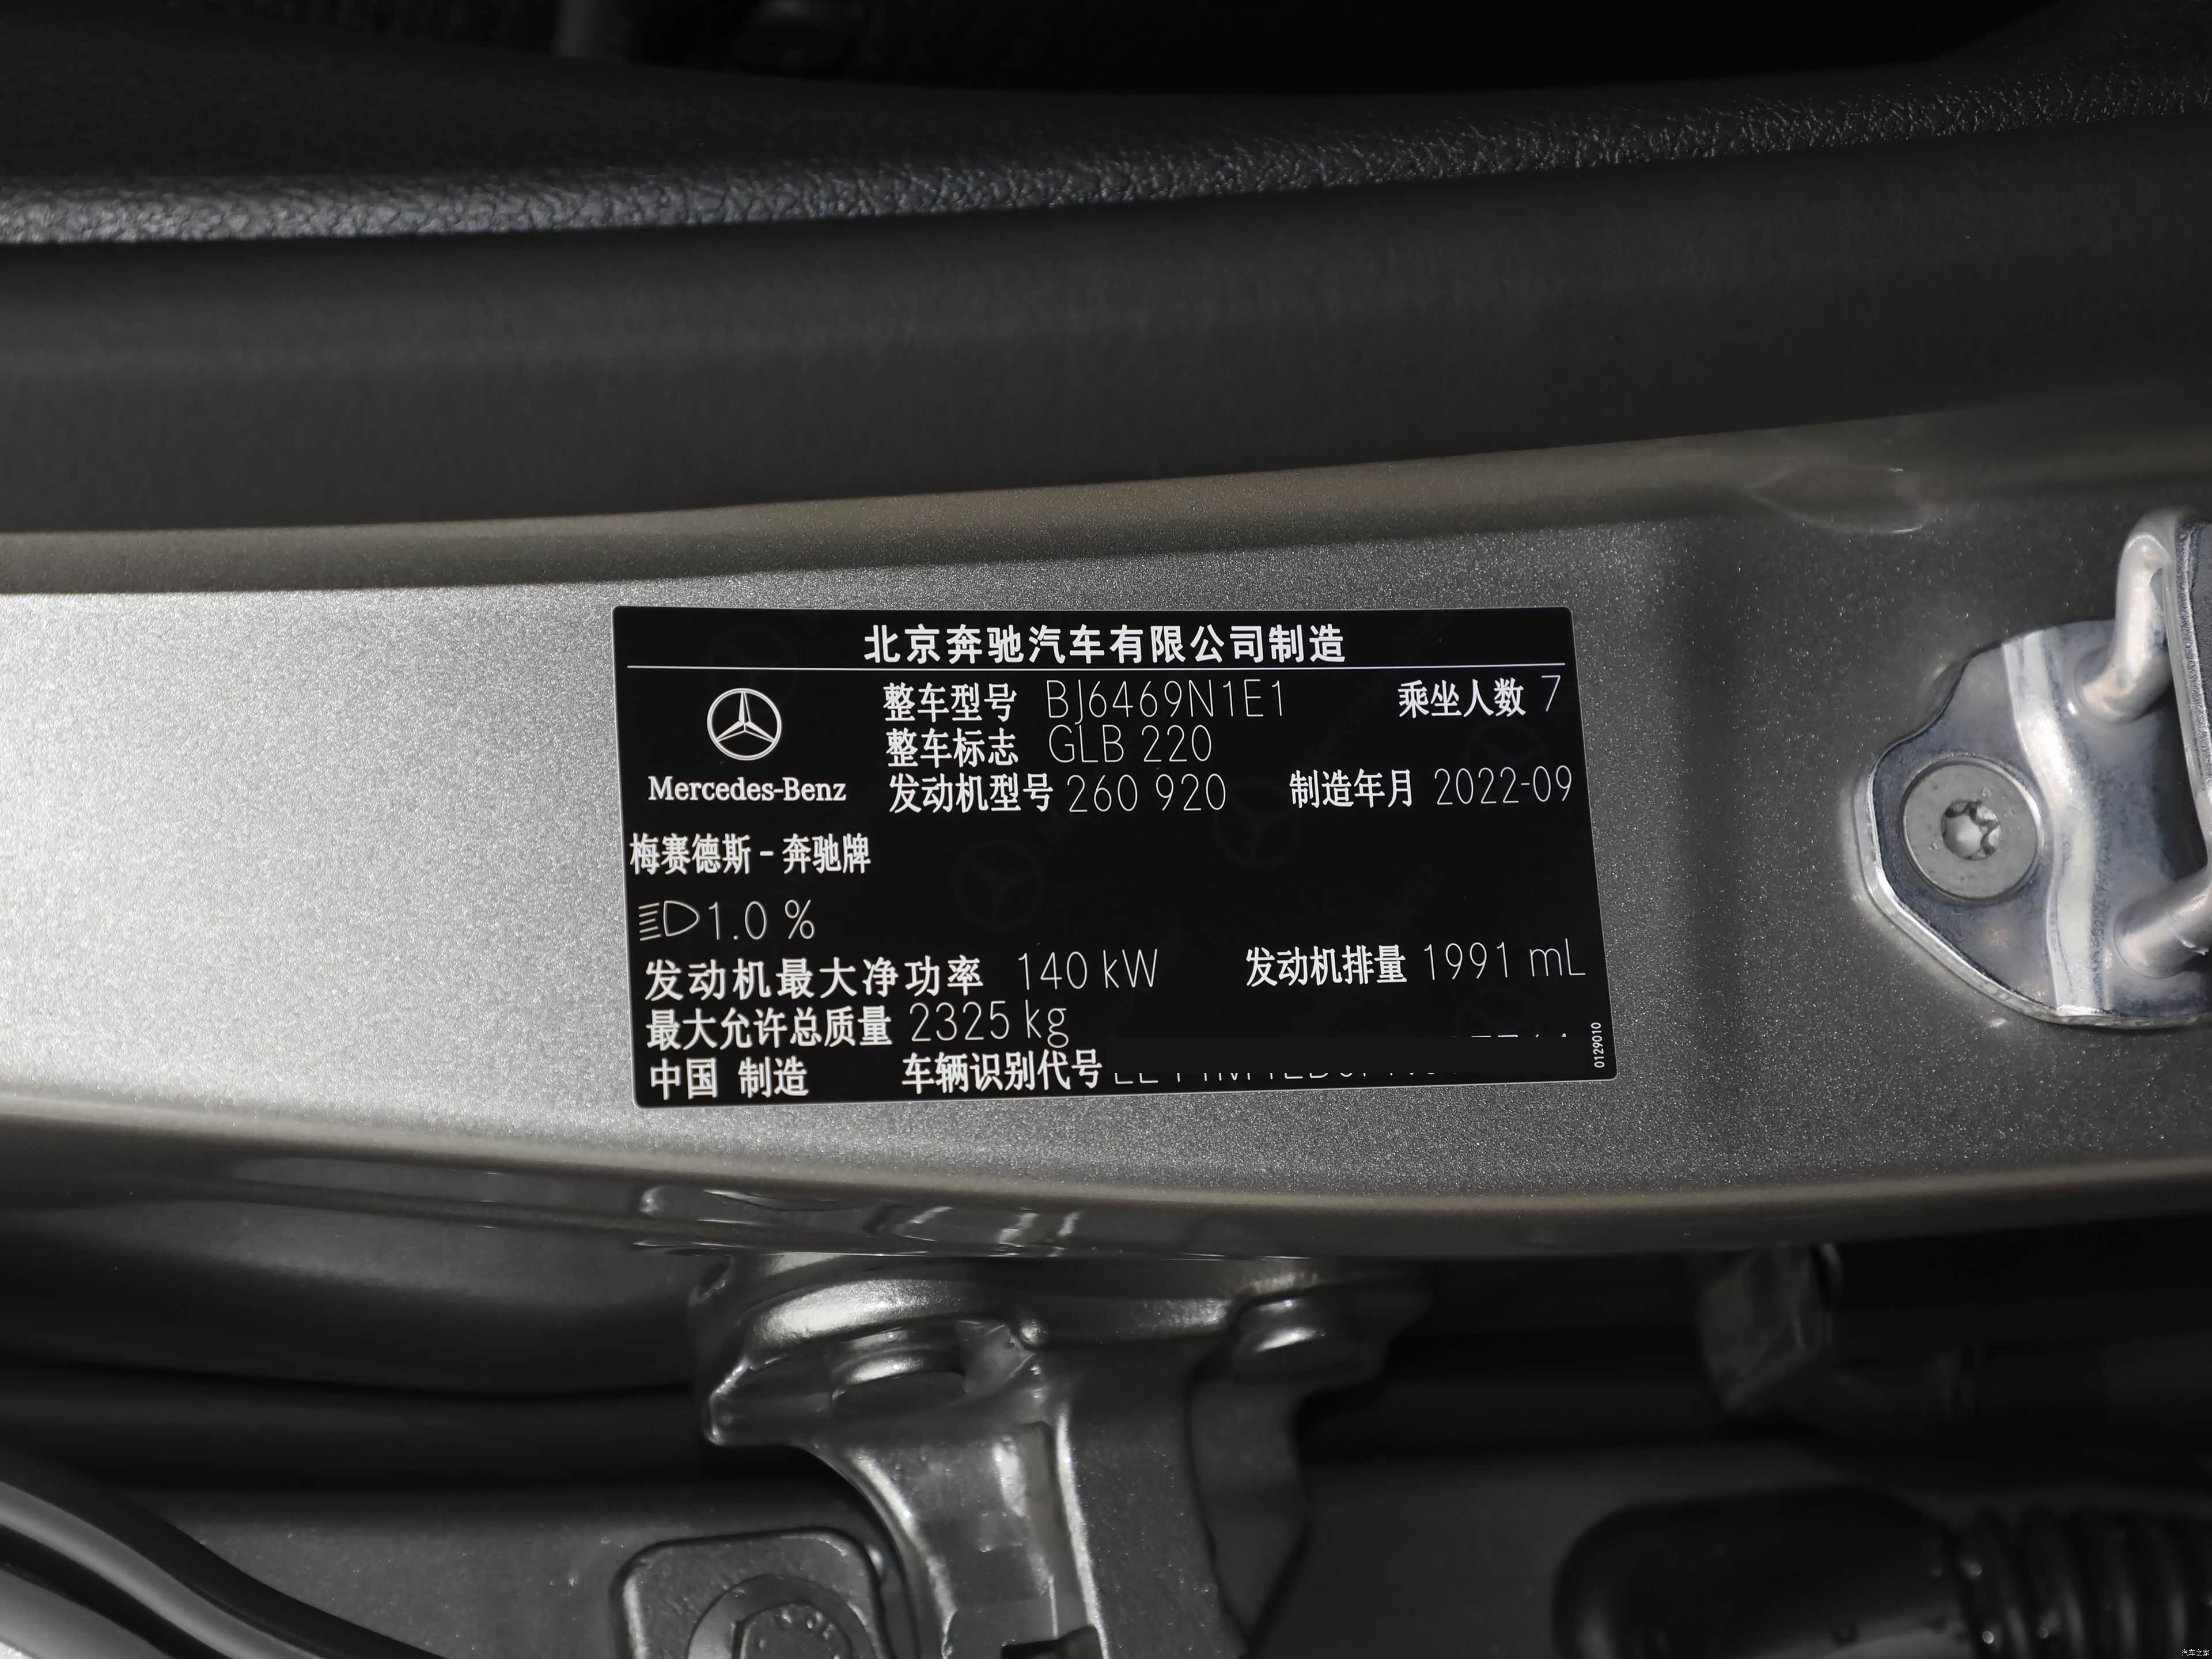 北京奔驰汽车有限公司制造
整车型号 BJ6469N1E1 乘坐人数 7
整车标志 GLB 220
Mercedes-Benz 发动机型号 260 920 制造年月 2022-09
梅赛德斯-奔驰牌
1.0 %
发动机最大净功率 140 kW 发动机排量 1991 mL
最大允许总质量 2325 kg
中国 制造 车辆识别代号
0129010
汽车之家